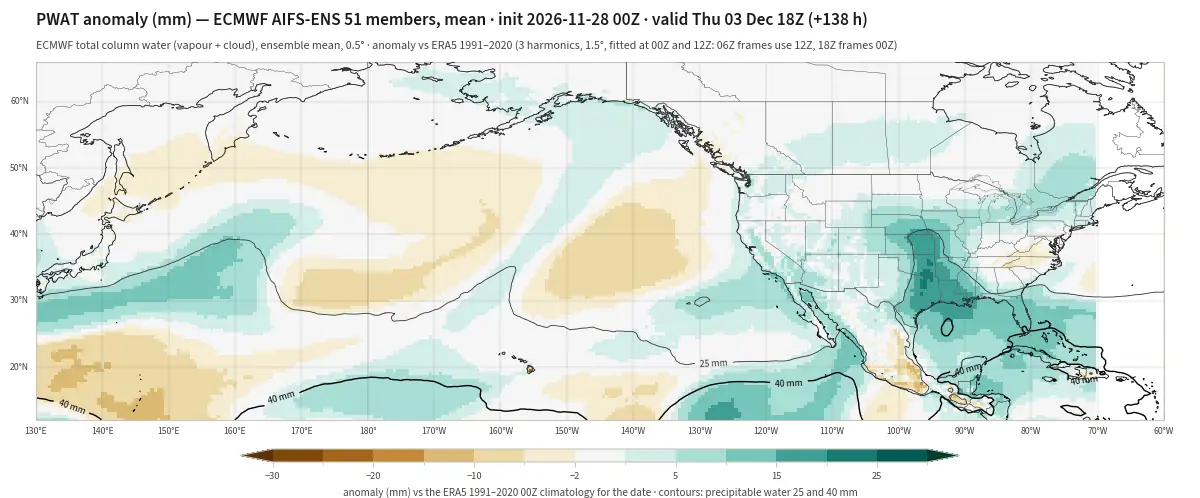 PWAT anomaly (mm) — ECMWF AIFS-ENS 51 members, mean · init 2026-11-28 00Z · valid Thu 03 Dec 18Z (+138 h)
ECMWF total column water (vapour + cloud), ensemble mean, 0.5° · anomaly vs ERA5 1991–2020 (3 harmonics, 1.5°, fitted at 00Z and 12Z: 06Z frames use 12Z, 18Z frames 00Z)
60°N
50°N
40°N
30°N
20°N
25 mm
40 mm
40 mm
40 mm
40 mm
40 mm
130°E 140°E 150°E 160°E 170°E 180° 170°W 160°W 150°W 140°W 130°W 120°W 110°W 100°W 90°W 80°W 70°W 60°W
−30 −20 −10 −2 5 15 25
anomaly (mm) vs the ERA5 1991–2020 00Z climatology for the date · contours: precipitable water 25 and 40 mm